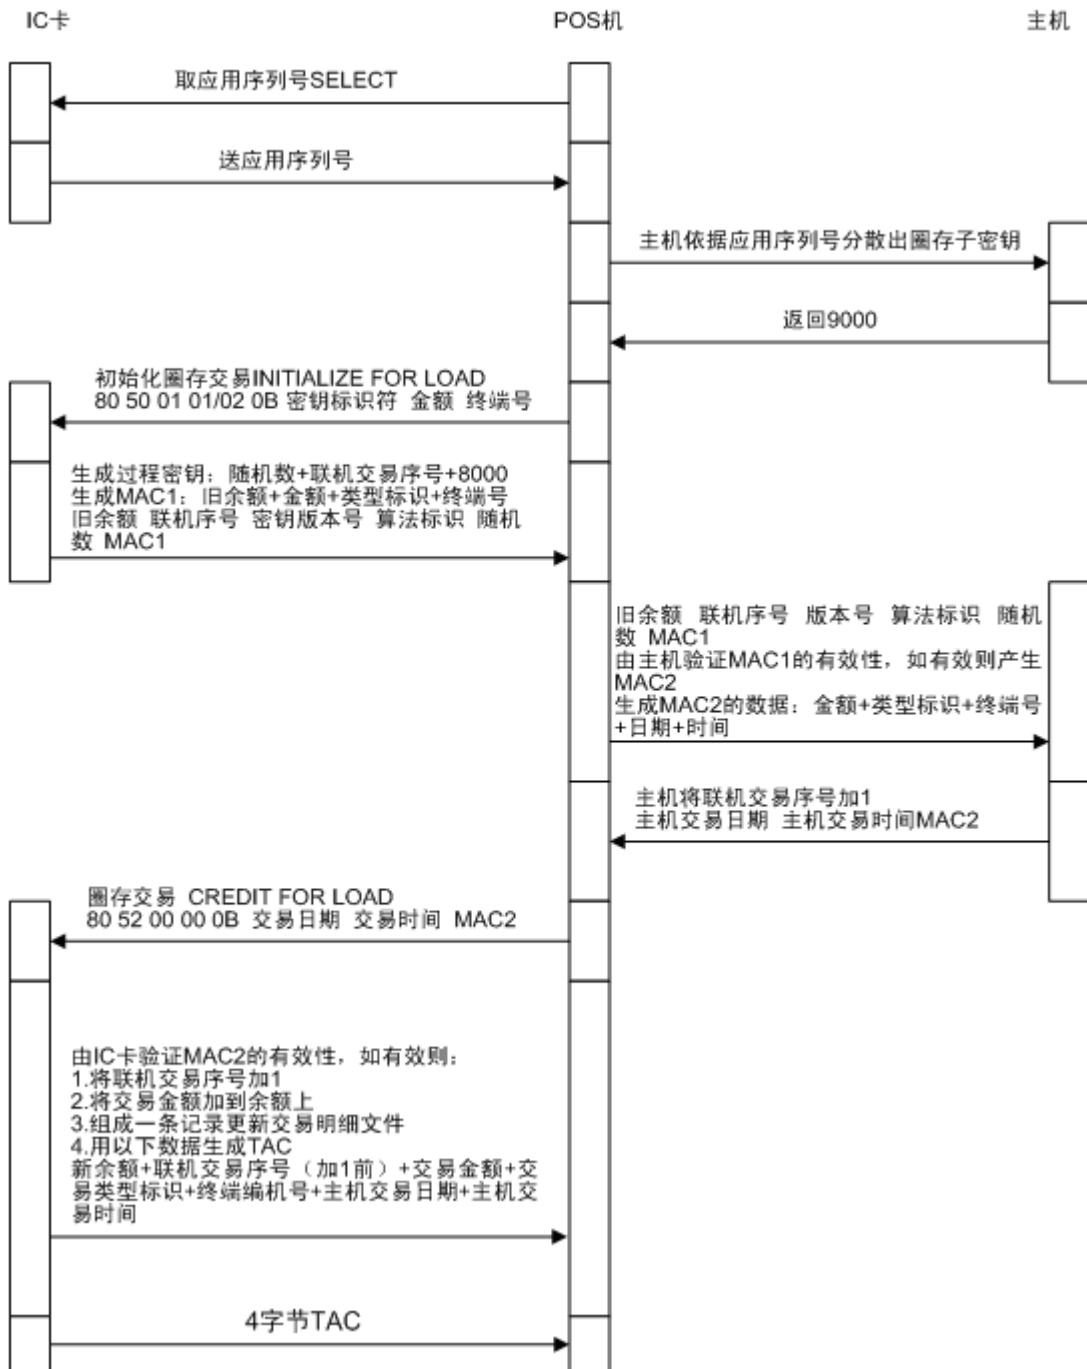 IC卡
POS机
主机
取应用序列号SELECT
送应用序列号
主机依据应用序列号分散出圈存子密钥
返回9000
初始化圈存交易INITIALIZE FOR LOAD
80 50 01 01/02 0B 密钥标识符 金额 终端号
生成过程密钥：随机数+联机交易序号+8000
生成MAC1：旧余额+金额+类型标识+终端号
旧余额 联机序号 密钥版本号 算法标识 随机
数 MAC1
旧余额 联机序号 版本号 算法标识 随机
数 MAC1
由主机验证MAC1的有效性，如有效则产生
MAC2
生成MAC2的数据：金额+类型标识+终端号
+日期+时间
主机将联机交易序号加1
主机交易日期 主机交易时间MAC2
圈存交易 CREDIT FOR LOAD
80 52 00 00 0B 交易日期 交易时间 MAC2
由IC卡验证MAC2的有效性，如有效则：
1.将联机交易序号加1
2.将交易金额加到余额上
3.组成一条记录更新交易明细文件
4.用以下数据生成TAC
新余额+联机交易序号（加1前）+交易金额+交
易类型标识+终端编机号+主机交易日期+主机交
易时间
4字节TAC